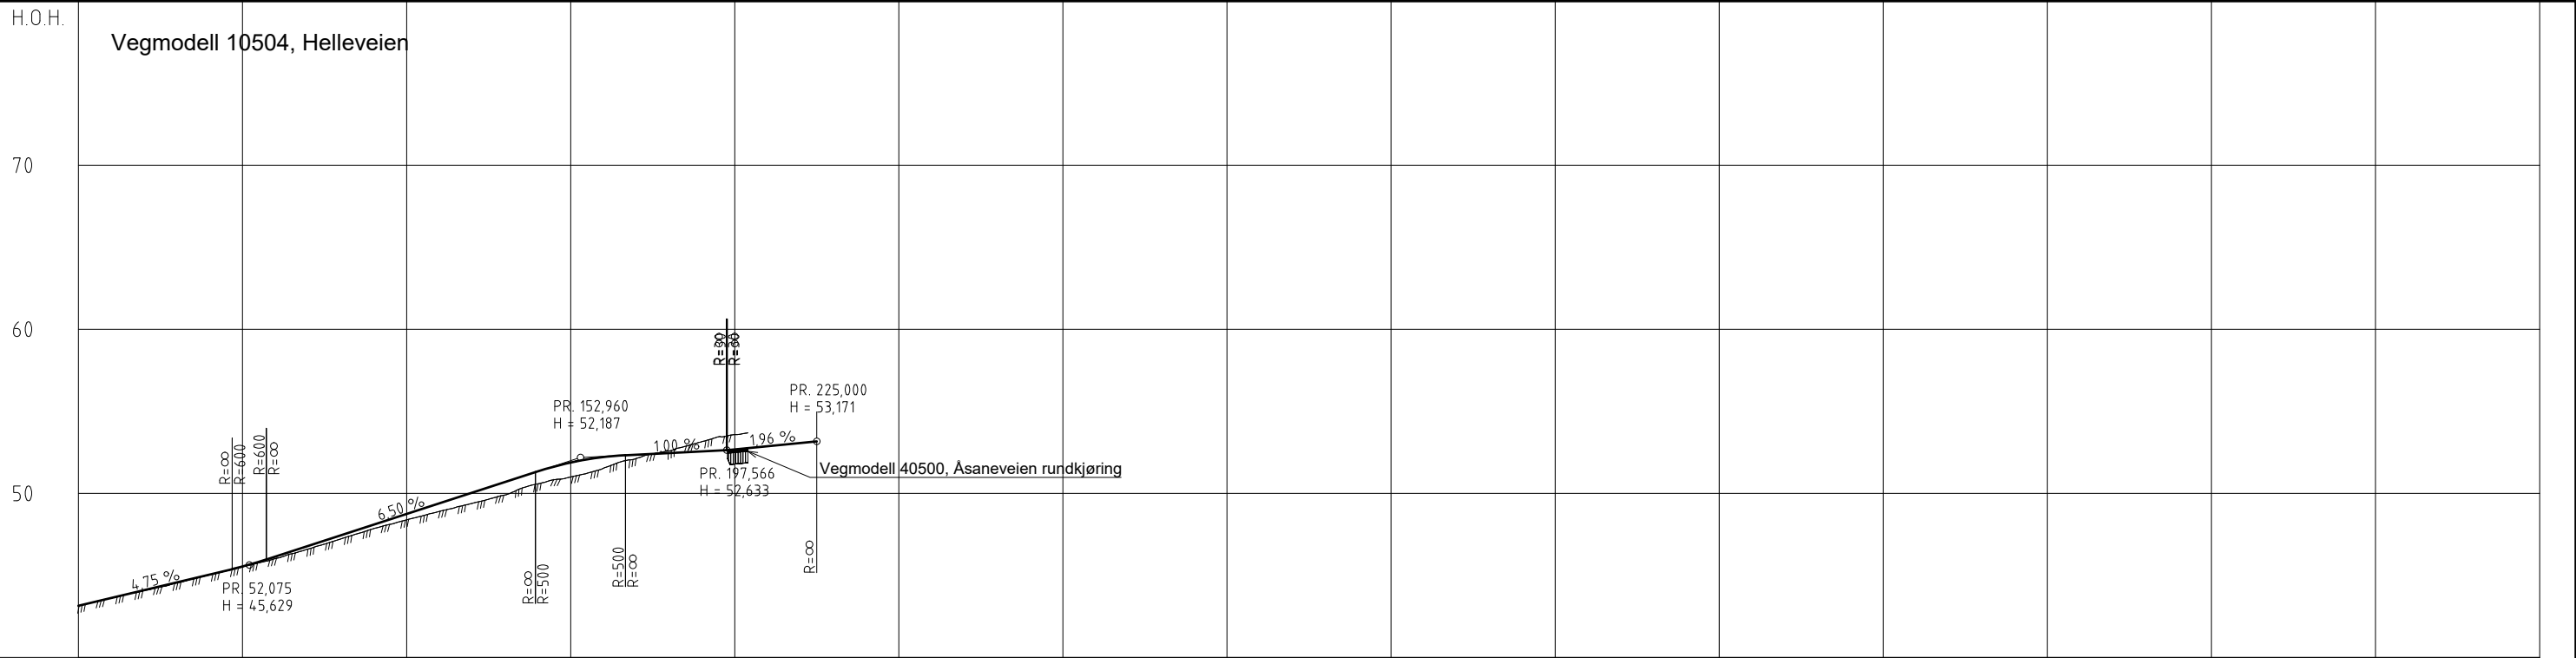 H.O.H.
Vegmodell 10504, Helleveien
70
60
50
4,75 %
R=∞
R=600
R=600
R=∞
PR. 52,075
H = 45,629
6,50 %
R=∞
R=500
PR. 152,960
H = 52,187
R=500
R=∞
1,00 %
PR. 197,566
H = 52,633
1,96 %
PR. 225,000
H = 53,171
R=∞
Vegmodell 40500, Åsaneveien rundkjøring